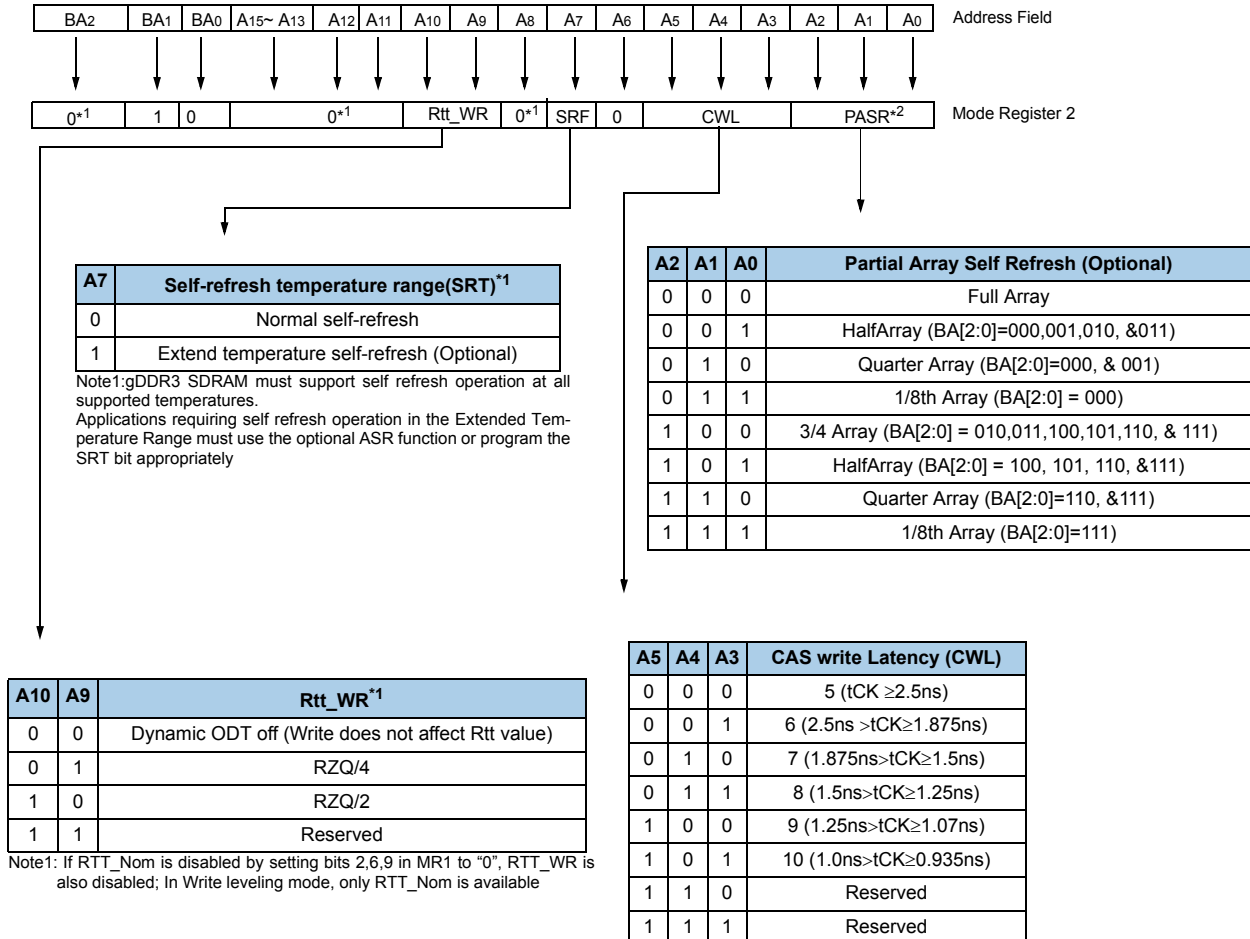 BA2 BA1 BA0 A15~ A13 A12 A11 A10 A9 A8 A7 A6 A5 A4 A3 A2 A1 A0 Address Field
0*1 1 0 0*1 Rtt_WR 0*1 SRF 0 CWL PASR*2 Mode Register 2
A7 Self-refresh temperature range(SRT)*1
0 Normal self-refresh
1 Extend temperature self-refresh (Optional)
Note1:gDDR3 SDRAM must support self refresh operation at all
supported temperatures.
Applications requiring self refresh operation in the Extended Tem-
perature Range must use the optional ASR function or program the
SRT bit appropriately
A2 A1 A0 Partial Array Self Refresh (Optional)
0 0 0 Full Array
0 0 1 HalfArray (BA[2:0]=000,001,010, &011)
0 1 0 Quarter Array (BA[2:0]=000, & 001)
0 1 1 1/8th Array (BA[2:0] = 000)
1 0 0 3/4 Array (BA[2:0] = 010,011,100,101,110, & 111)
1 0 1 HalfArray (BA[2:0] = 100, 101, 110, &111)
1 1 0 Quarter Array (BA[2:0]=110, &111)
1 1 1 1/8th Array (BA[2:0]=111)
A10 A9 Rtt_WR*1
0 0 Dynamic ODT off (Write does not affect Rtt value)
0 1 RZQ/4
1 0 RZQ/2
1 1 Reserved
Note1: If RTT_Nom is disabled by setting bits 2,6,9 in MR1 to “0”, RTT_WR is
also disabled; In Write leveling mode, only RTT_Nom is available
A5 A4 A3 CAS write Latency (CWL)
0 0 0 5 (tCK ≥2.5ns)
0 0 1 6 (2.5ns >tCK≥1.875ns)
0 1 0 7 (1.875ns>tCK≥1.5ns)
0 1 1 8 (1.5ns>tCK≥1.25ns)
1 0 0 9 (1.25ns>tCK≥1.07ns)
1 0 1 10 (1.0ns>tCK≥0.935ns)
1 1 0 Reserved
1 1 1 Reserved